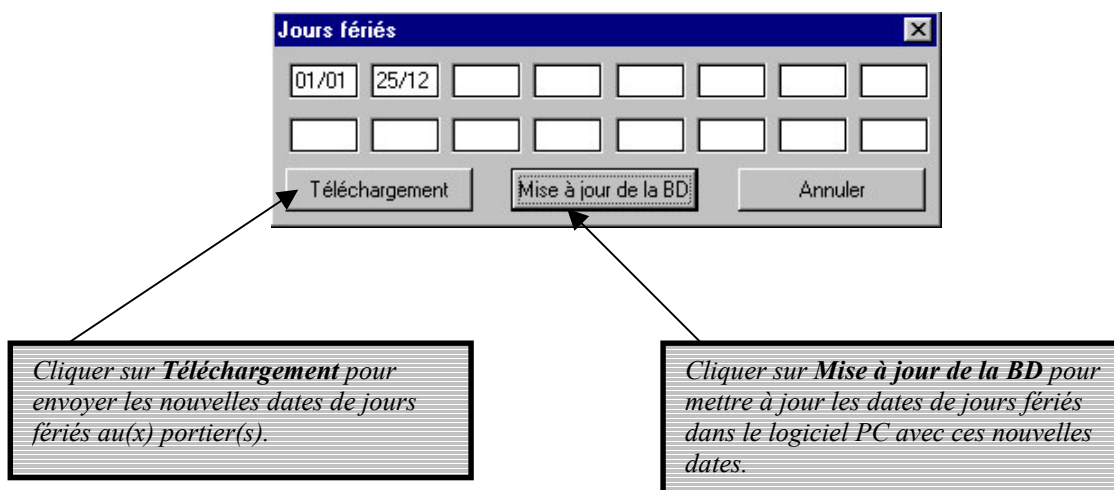 Jours fériés
01/01 25/12
Téléchargement Mise à jour de la BD Annuler
Cliquer sur Téléchargement pour
envoyer les nouvelles dates de jours
fériés au(x) portier(s).
Cliquer sur Mise à jour de la BD pour
mettre à jour les dates de jours fériés
dans le logiciel PC avec ces nouvelles
dates.